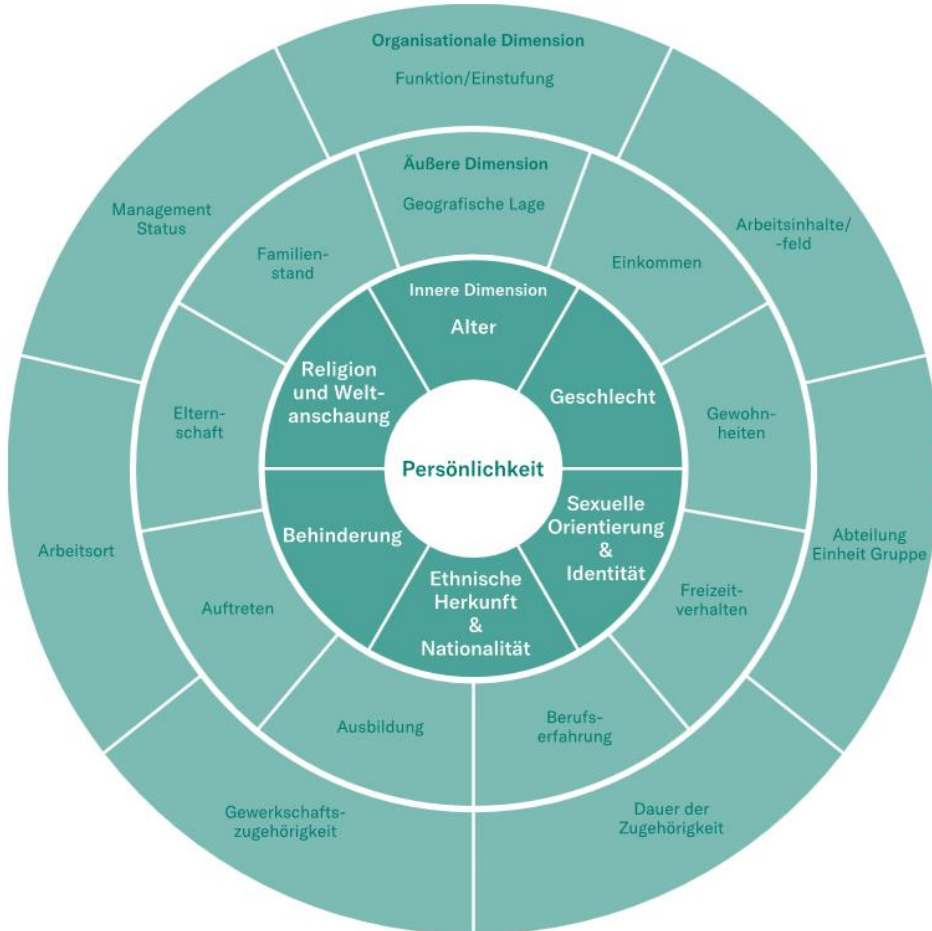 Organisationale Dimension
Funktion/Einstufung
Arbeitsinhalte/
-feld
Abteilung
Einheit Gruppe
Dauer der
Zugehörigkeit
Gewerkschafts-
zugehörigkeit
Arbeitsort
Management
Status
Äußere Dimension
Geografische Lage
Einkommen
Gewohn-
heiten
Freizeit-
verhalten
Berufs-
erfahrung
Ausbildung
Auftreten
Eltern-
schaft
Familien-
stand
Innere Dimension
Alter
Geschlecht
Sexuelle
Orientierung
&
Identität
Ethnische
Herkunft
&
Nationalität
Behinderung
Religion
und Welt-
anschaung
Persönlichkeit